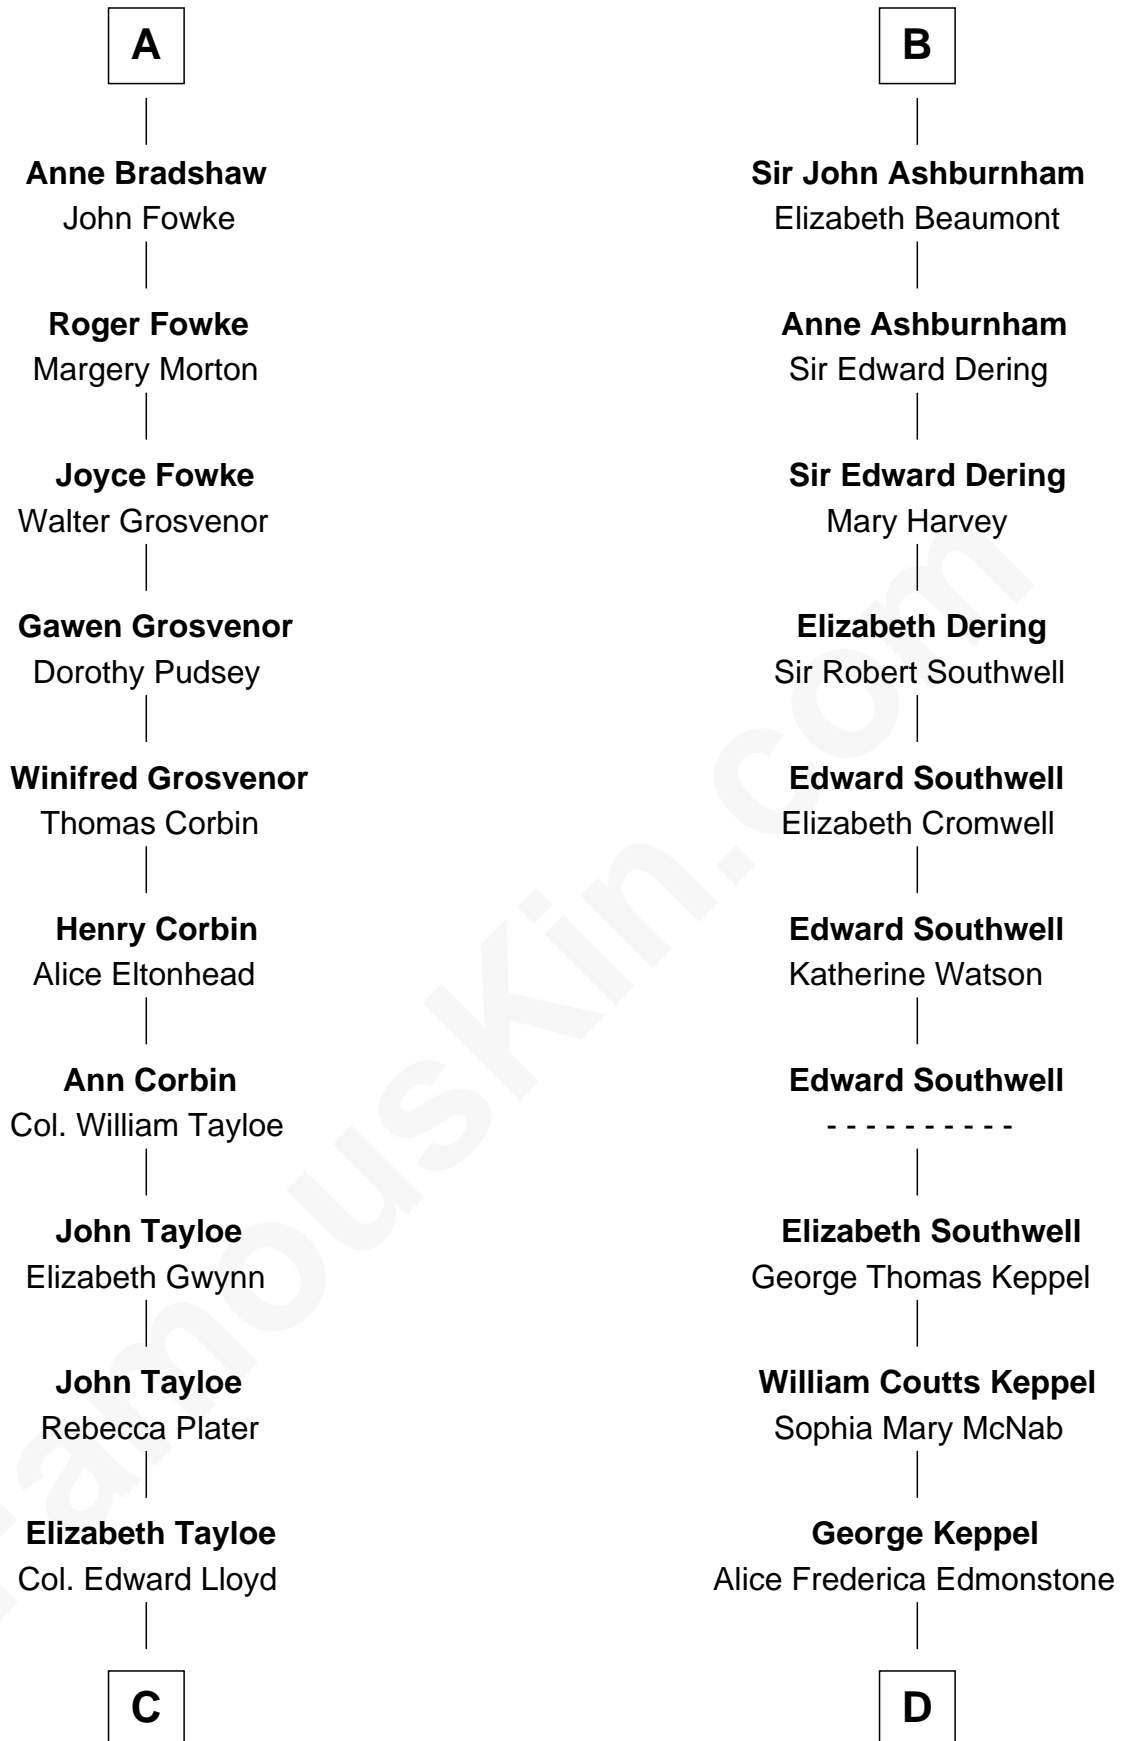 A
Anne Bradshaw
John Fowke
Roger Fowke
Margery Morton
Joyce Fowke
Walter Grosvenor
Gawen Grosvenor
Dorothy Pudsey
Winifred Grosvenor
Thomas Corbin
Henry Corbin
Alice Eltonhead
Ann Corbin
Col. William Tayloe
John Tayloe
Elizabeth Gwynn
John Tayloe
Rebecca Plater
Elizabeth Tayloe
Col. Edward Lloyd
C
B
Sir John Ashburnham
Elizabeth Beaumont
Anne Ashburnham
Sir Edward Dering
Sir Edward Dering
Mary Harvey
Elizabeth Dering
Sir Robert Southwell
Edward Southwell
Elizabeth Cromwell
Edward Southwell
Katherine Watson
Edward Southwell
- - - - - - - - - -
Elizabeth Southwell
George Thomas Keppel
William Coutts Keppel
Sophia Mary McNab
George Keppel
Alice Frederica Edmonstone
D
FamousKin.com